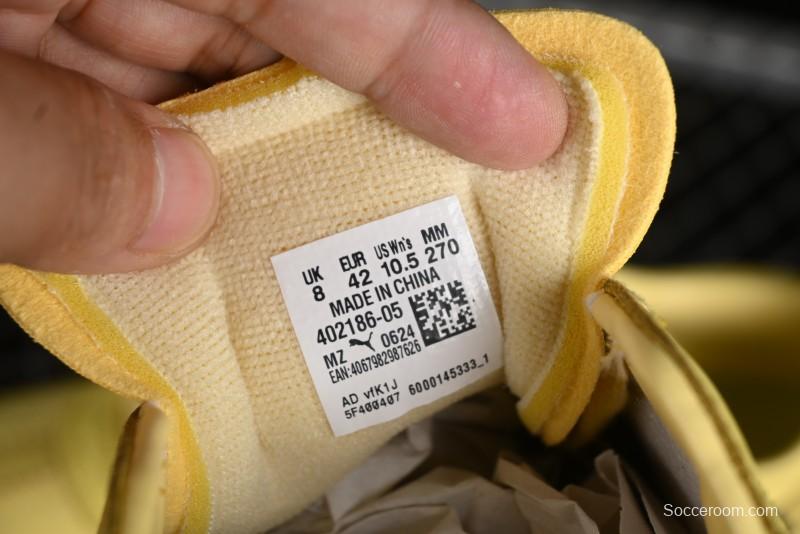 UK EUR US Wn's MM
8 42 10.5 270
MADE IN CHINA
402186-05
MZ 0624
EAN:4067982987626
AD vfK1J
5F400407 6000145333_1
Socceroom.com